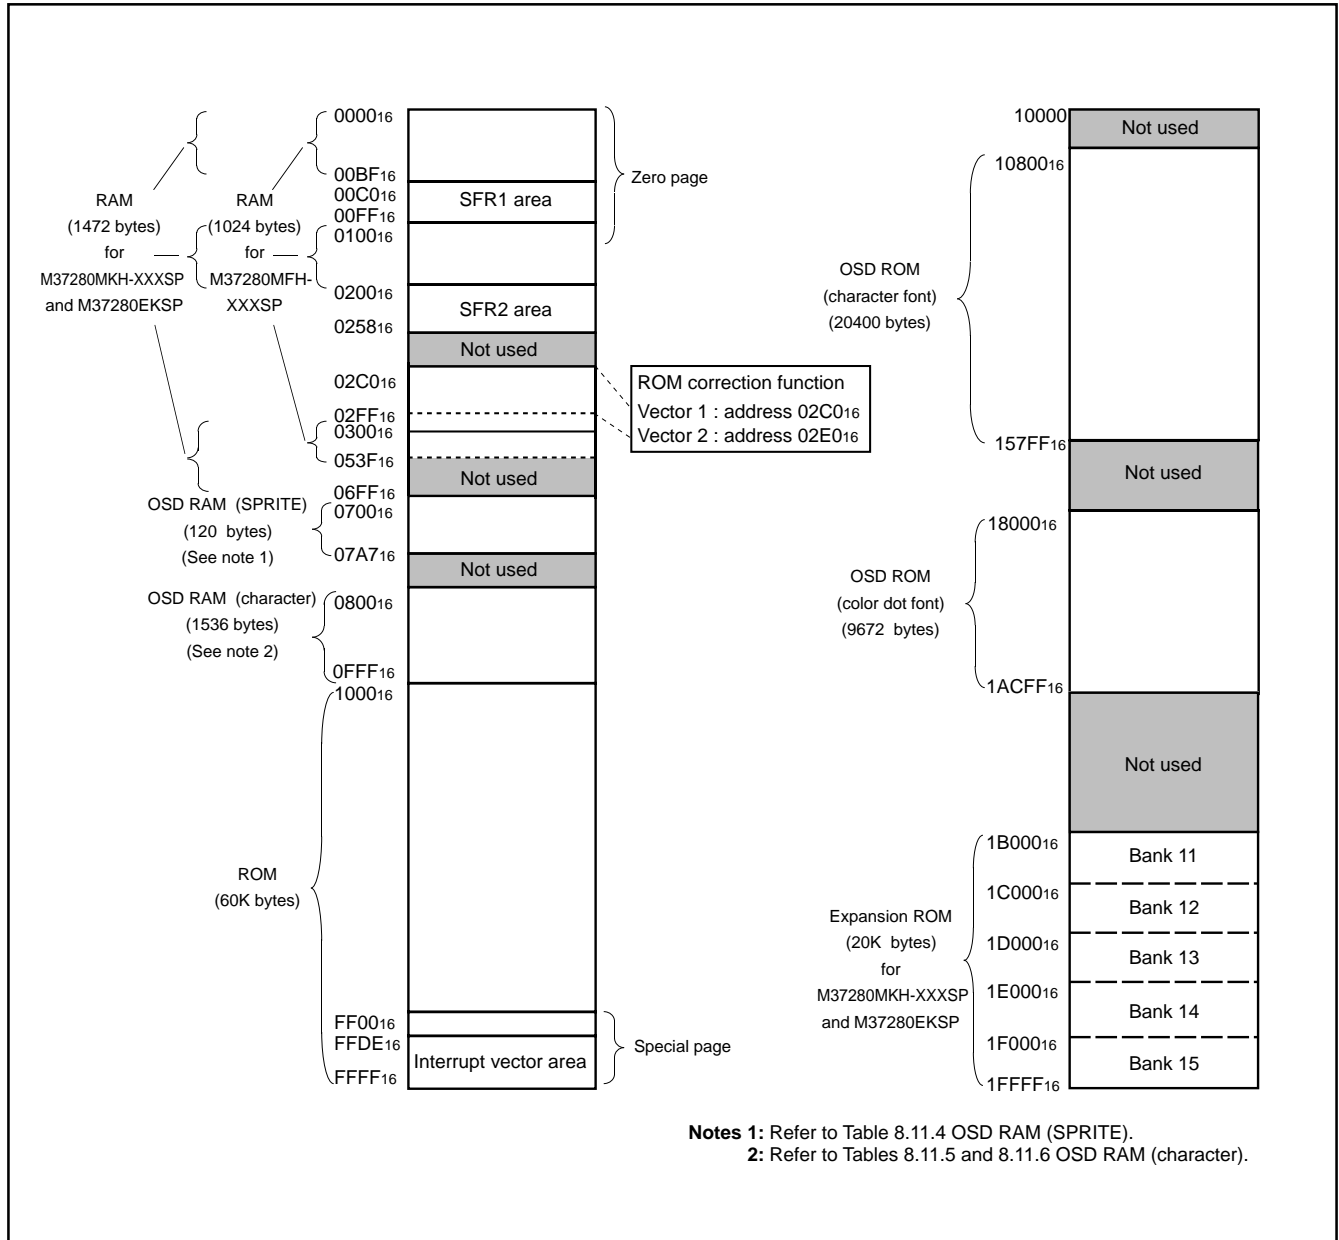 0000₁₆
00BF₁₆
00C0₁₆
00FF₁₆
0100₁₆
0200₁₆
0258₁₆
02C0₁₆
02FF₁₆
0300₁₆
053F₁₆
06FF₁₆
0700₁₆
07A7₁₆
0800₁₆
0FFF₁₆
1000₁₆
FF00₁₆
FFDE₁₆
FFFF₁₆
RAM
(1472 bytes)
for
M37280MKH-XXXSP
and M37280EKSP
RAM
(1024 bytes)
for
M37280MFH-
XXXSP
OSD RAM (SPRITE)
(120 bytes)
(See note 1)
OSD RAM (character)
(1536 bytes)
(See note 2)
ROM
(60K bytes)
SFR1 area
SFR2 area
Not used
Not used
Not used
Interrupt vector area
Zero page
ROM correction function
Vector 1 : address 02C0₁₆
Vector 2 : address 02E0₁₆
Special page
10000
10800₁₆
157FF₁₆
18000₁₆
1ACFF₁₆
1B000₁₆
1C000₁₆
1D000₁₆
1E000₁₆
1F000₁₆
1FFFF₁₆
OSD ROM
(character font)
(20400 bytes)
OSD ROM
(color dot font)
(9672 bytes)
Expansion ROM
(20K bytes)
for
M37280MKH-XXXSP
and M37280EKSP
Not used
Not used
Not used
Bank 11
Bank 12
Bank 13
Bank 14
Bank 15
Notes 1: Refer to Table 8.11.4 OSD RAM (SPRITE).
2: Refer to Tables 8.11.5 and 8.11.6 OSD RAM (character).